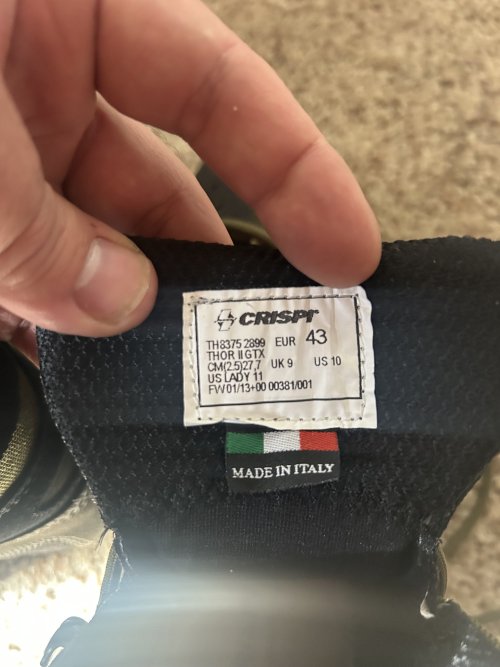 CRISPI
TH8375 2899 EUR 43
THOR II GTX
CM(2.5)27,7 UK 9 US 10
US LADY 11
FW01/13+00 00381/001
MADE IN ITALY